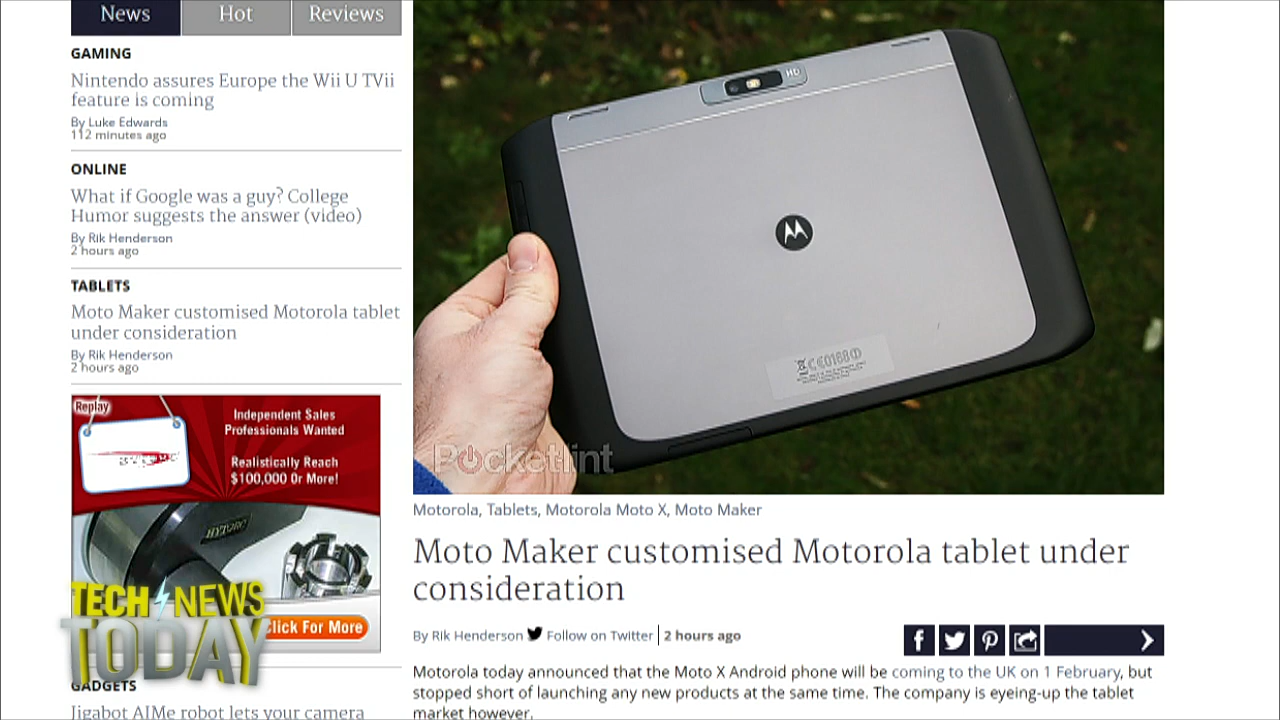 News
Hot
Reviews
GAMING
Nintendo assures Europe the Wii U TVii
feature is coming
By Luke Edwards
112 minutes ago
ONLINE
What if Google was a guy? College
Humor suggests the answer (video)
By Rik Henderson
2 hours ago
TABLETS
Moto Maker customised Motorola tablet
under consideration
By Rik Henderson
2 hours ago
Replay
Independent Sales
Professionals Wanted
Realistically Reach
$100,000 Or More!
HYTORC
Click For More
TECH NEWS
TODAY
GADGETS
Jigabot AIMe robot lets your camera
HD
CE0168
Pocketlint
Motorola, Tablets, Motorola Moto X, Moto Maker
Moto Maker customised Motorola tablet under
consideration
By Rik Henderson Follow on Twitter 2 hours ago
Motorola today announced that the Moto X Android phone will be coming to the UK on 1 February, but
stopped short of launching any new products at the same time. The company is eyeing-up the tablet
market however.